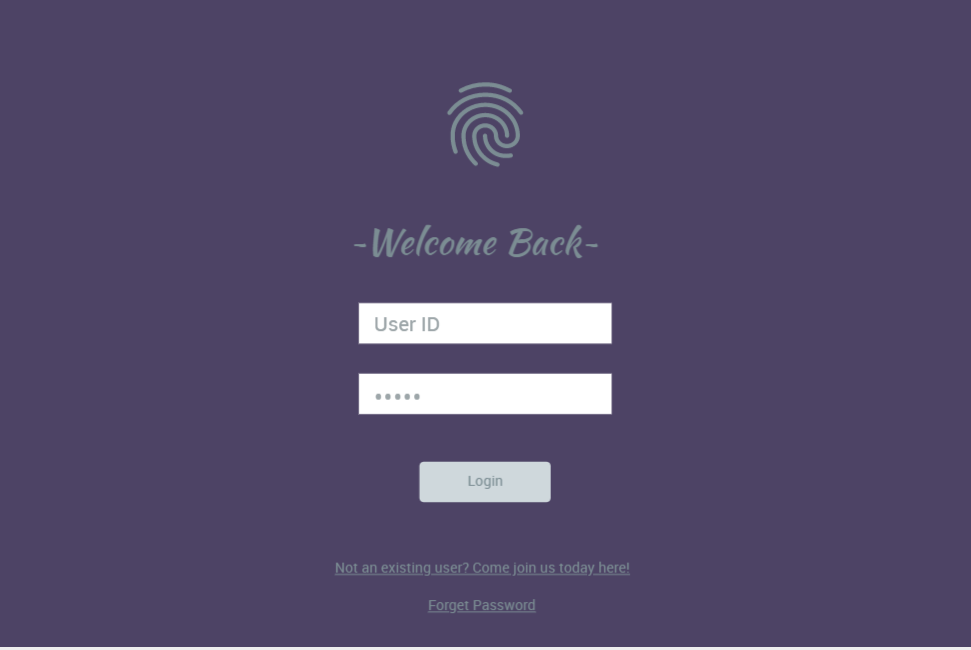 -Welcome Back-
User ID
•••••
Login
Not an existing user? Come join us today here!
Forget Password